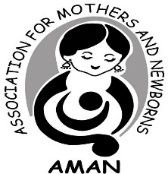 ASSOCIATION FOR MOTHERS AND NEWBORNS
AMAN